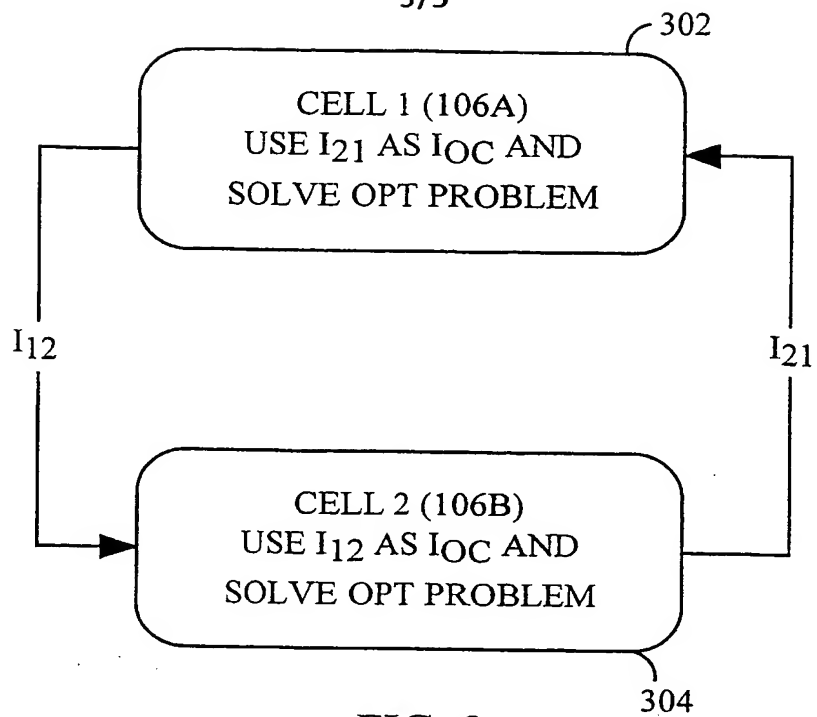 302
CELL 1 (106A)
USE I21 AS IOC AND
SOLVE OPT PROBLEM
I12
I21
CELL 2 (106B)
USE I12 AS IOC AND
SOLVE OPT PROBLEM
304